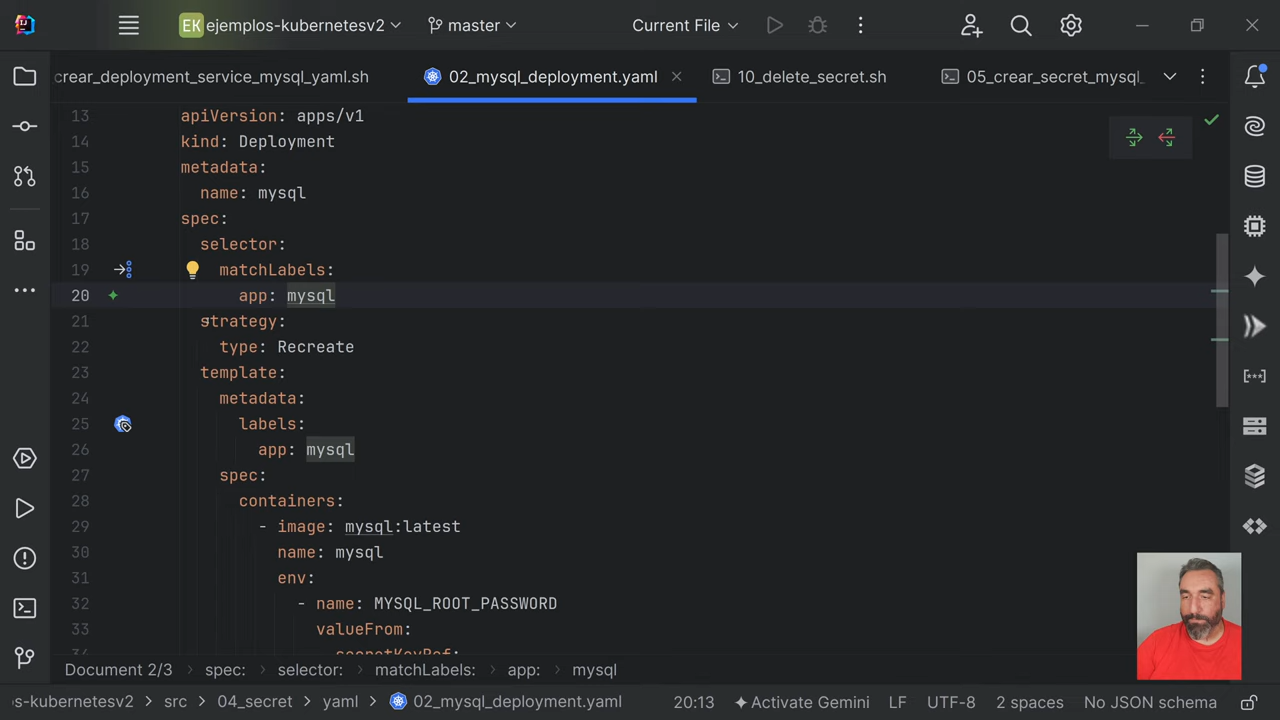 EK ejemplos-kubernetesv2 master Current File
crear_deployment_service_mysql_yaml.sh 02_mysql_deployment.yaml 10_delete_secret.sh 05_crear_secret_mysql_
13 apiVersion: apps/v1
14 kind: Deployment
15 metadata:
16 name: mysql
17 spec:
18 selector:
19 matchLabels:
20 app: mysql
21 strategy:
22 type: Recreate
23 template:
24 metadata:
25 labels:
26 app: mysql
27 spec:
28 containers:
29 - image: mysql:latest
30 name: mysql
31 env:
32 - name: MYSQL_ROOT_PASSWORD
33 valueFrom:
34 secretKeyRef:
Document 2/3 spec: selector: matchLabels: app: mysql
os-kubernetesv2 src 04_secret yaml 02_mysql_deployment.yaml 20:13 Activate Gemini LF UTF-8 2 spaces No JSON schema